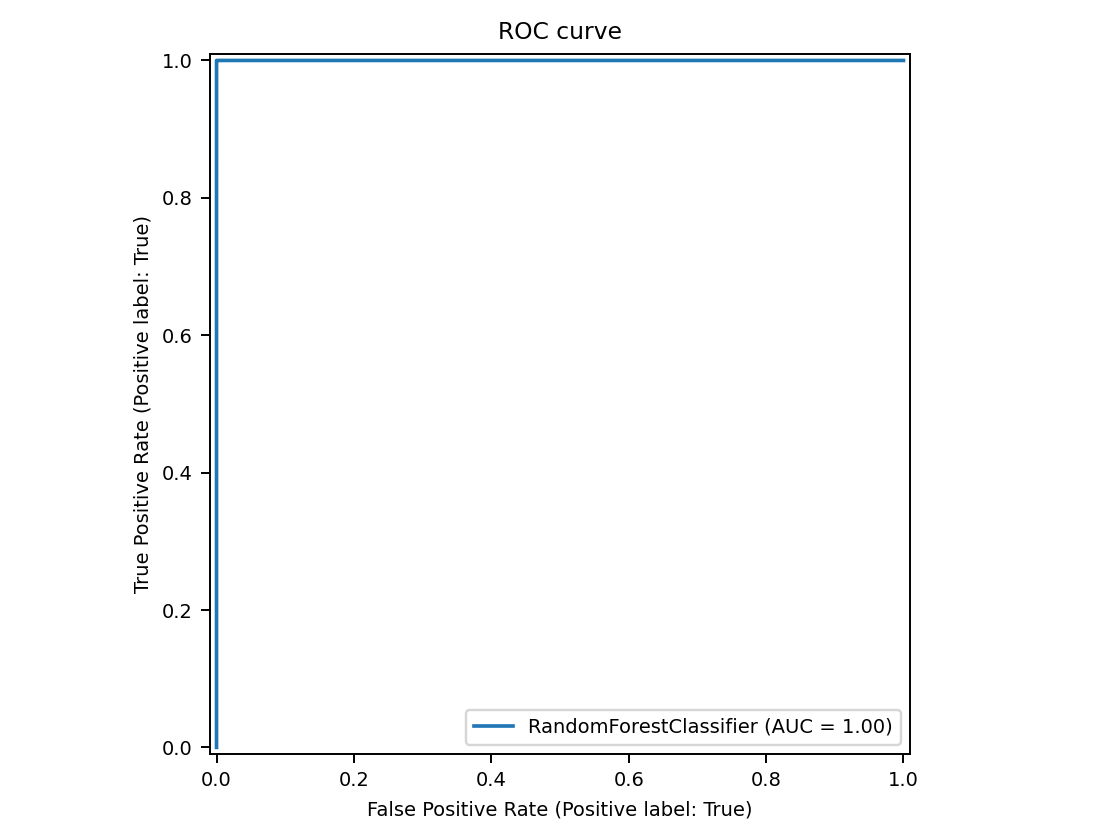 ROC curve
True Positive Rate (Positive label: True)
1.0
0.8
0.6
0.4
0.2
0.0
RandomForestClassifier (AUC = 1.00)
0.0 0.2 0.4 0.6 0.8 1.0
False Positive Rate (Positive label: True)